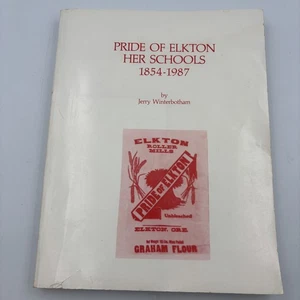 PRIDE OF ELKTON
HER SCHOOLS
1854-1987
by
Jerry Winterbotham
ELKTON
ROLLER
MILLS
PRIDE OF ELKTON
Unbleached
ELKTON, ORE.
GRAHAM FLOUR